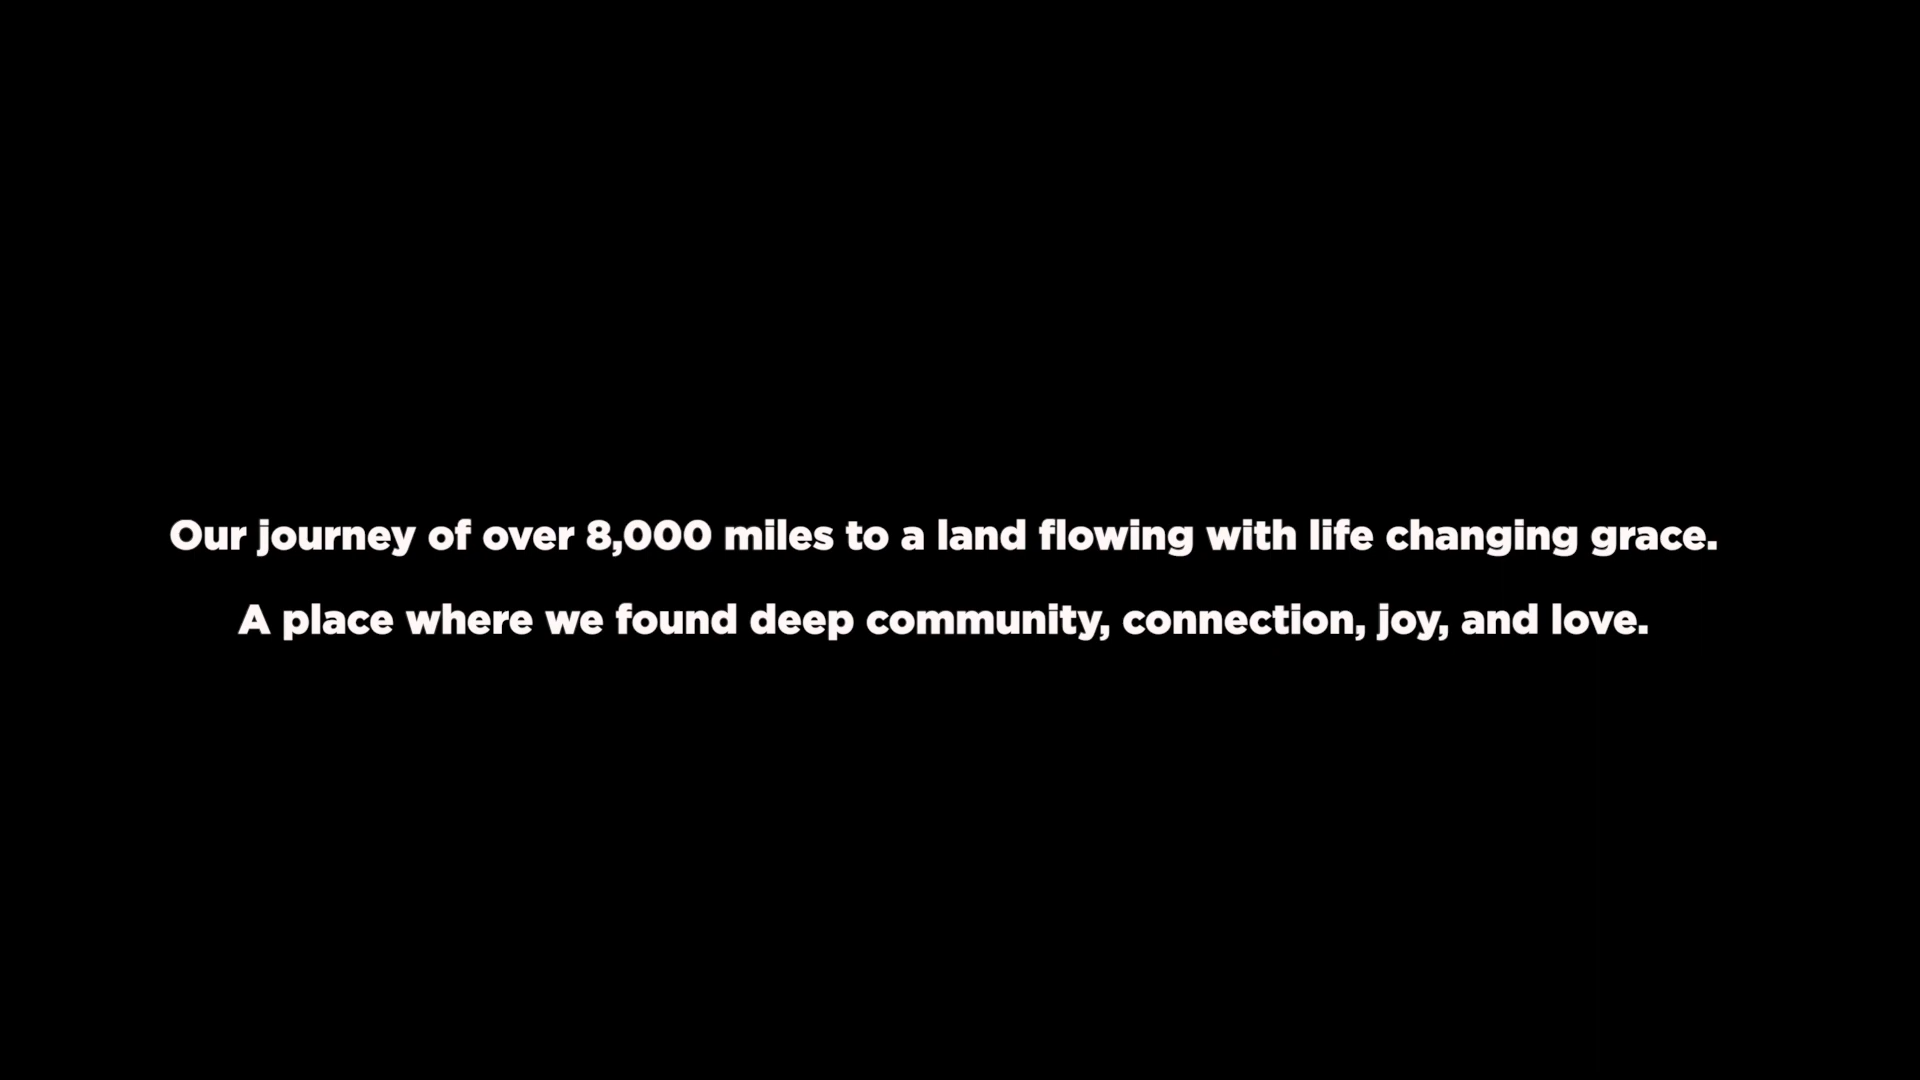 Our journey of over 8,000 miles to a land flowing with life changing grace.
A place where we found deep community, connection, joy, and love.